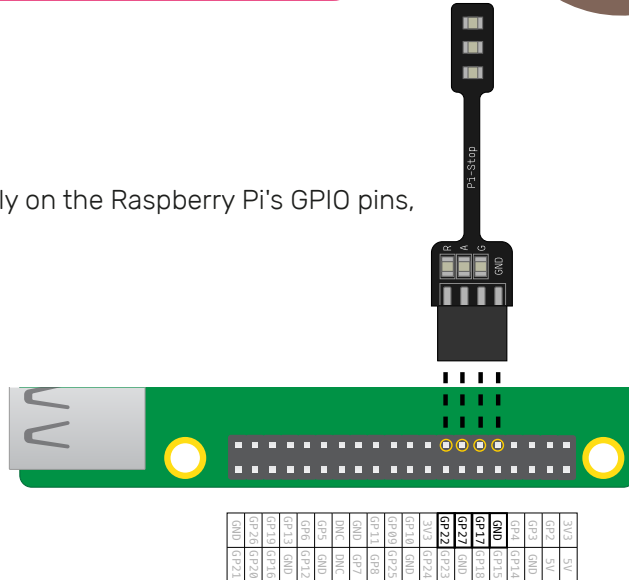 Pi-Stop
ly on the Raspberry Pi's GPIO pins,
R A G GND
GND GP26 GP19 GP13 GP6 GP5 DNC GND GP11 GP09 GP10 3V3 GP22 GP27 GP17 GND GP4 GP3 GP2 3V3
GP21 GP20 GP16 GND GP12 GND DNC GP7 GP8 GP25 GND GP24 GP23 GND GP18 GP15 GP14 GND 5V 5V